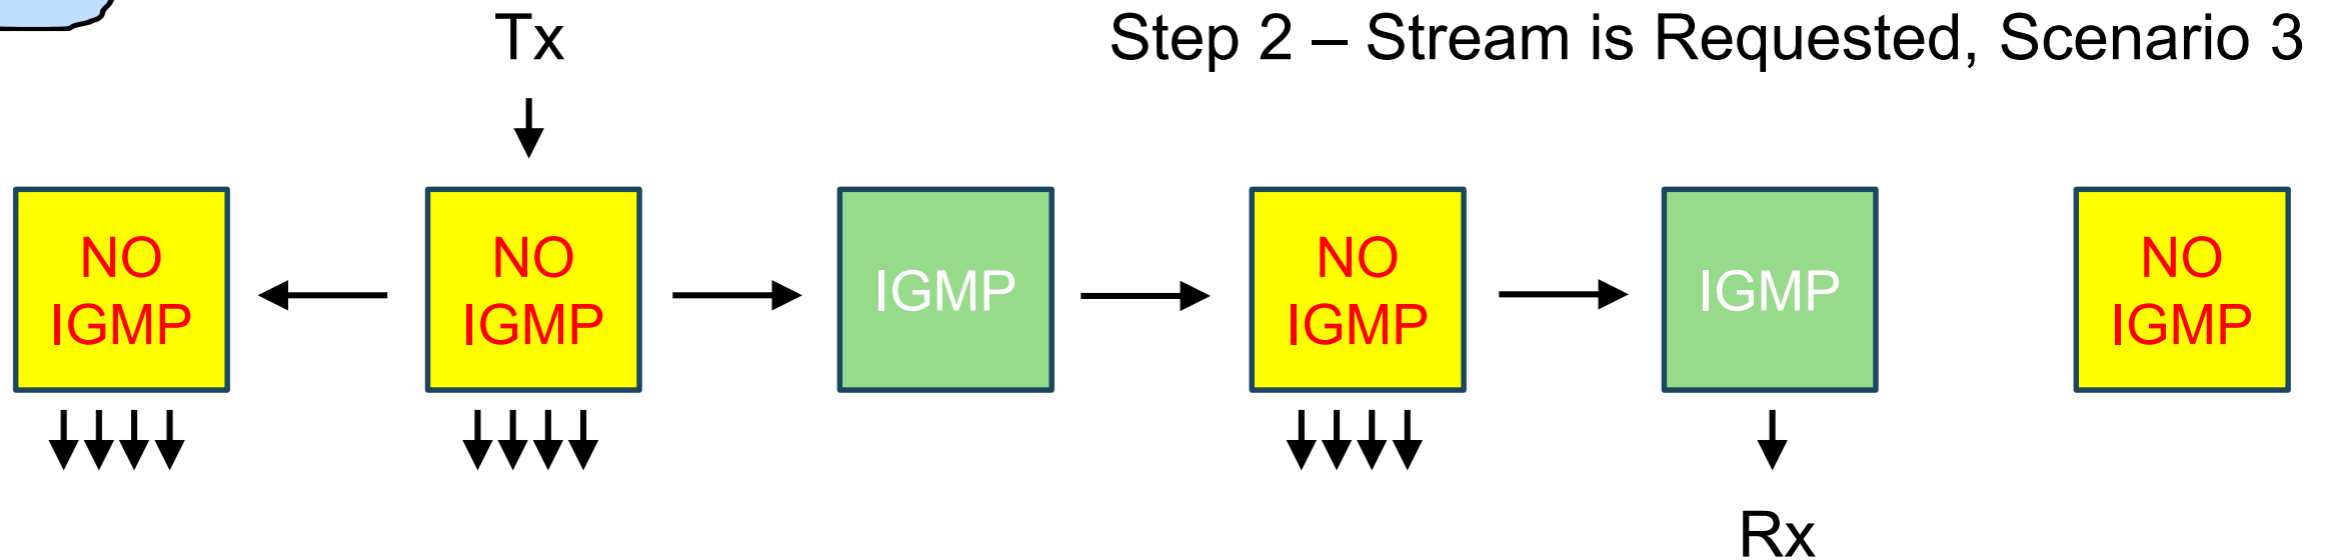 Tx
Step 2 – Stream is Requested, Scenario 3
NO
IGMP
NO
IGMP
IGMP
NO
IGMP
IGMP
NO
IGMP
Rx